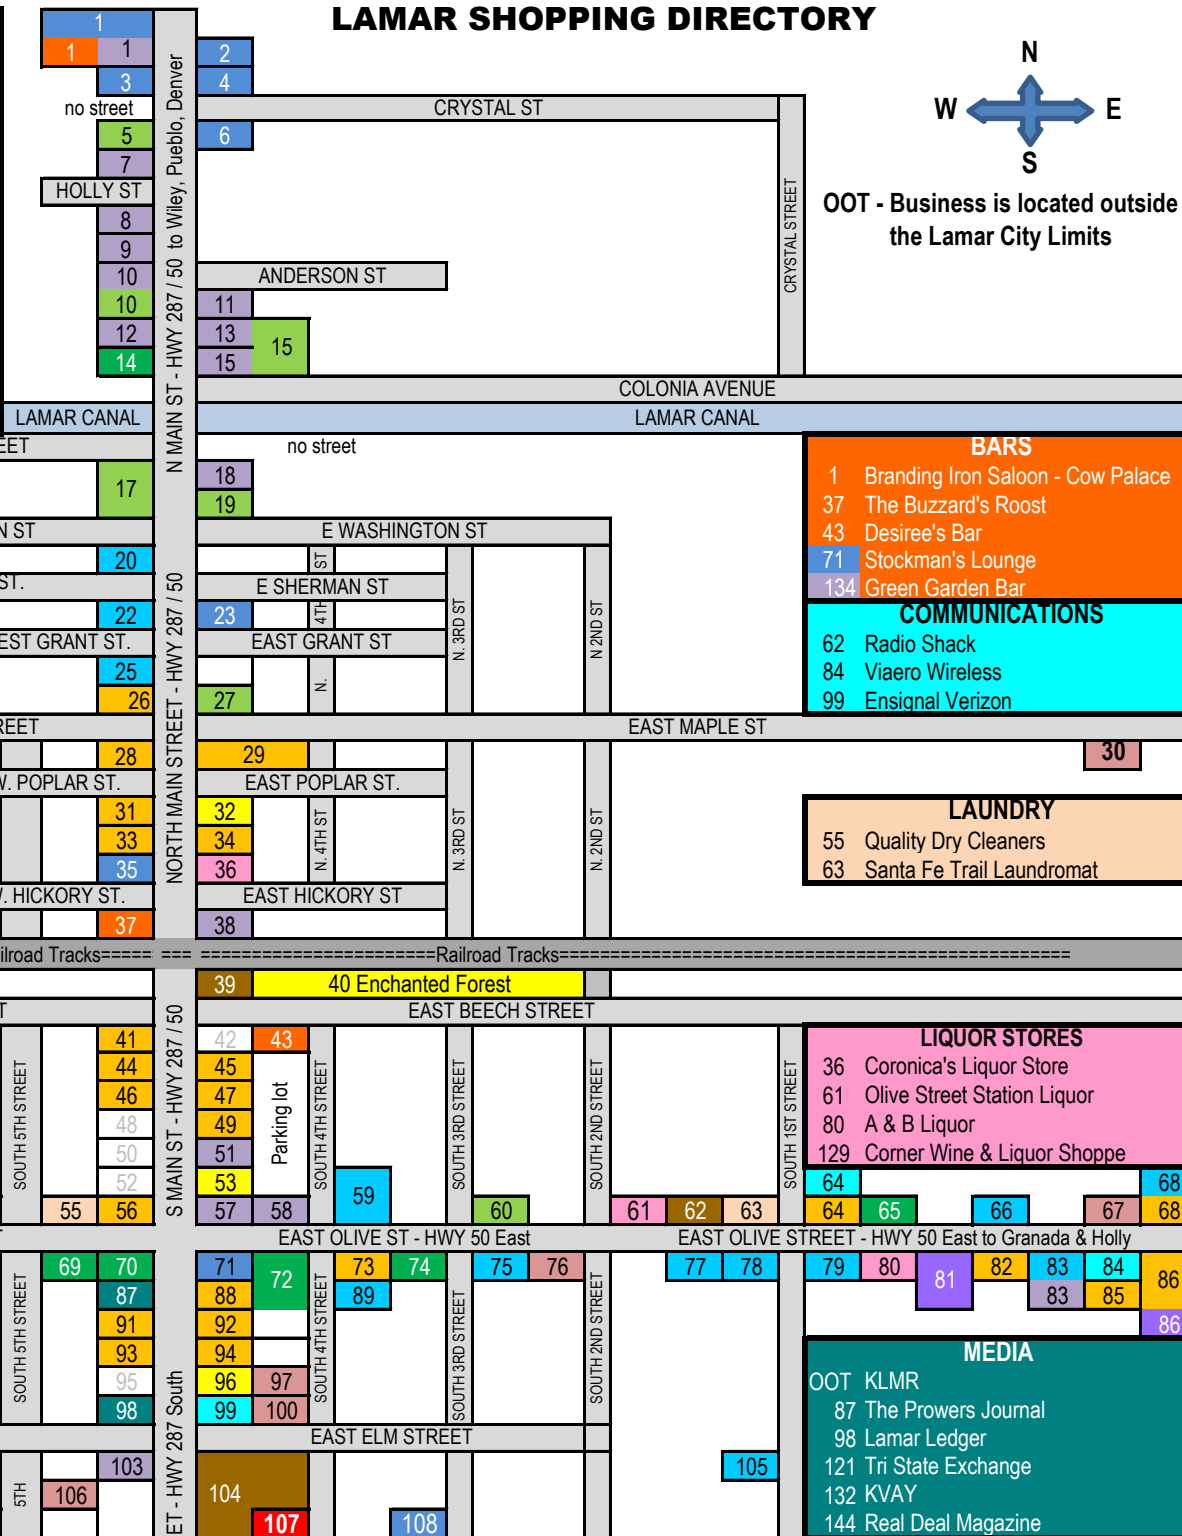 LAMAR SHOPPING DIRECTORY
1
1 1 2
3 4
no street CRYSTAL ST
5 6
7
HOLLY ST
8
9
10 ANDERSON ST
10 11
12 13 15
14 15
N MAIN ST - HWY 287 / 50 to Wiley, Pueblo, Denver
CRYSTAL STREET
N
W E
S
OOT - Business is located outside
the Lamar City Limits
COLONIA AVENUE
LAMAR CANAL LAMAR CANAL
EET no street
17 18
19
N ST E WASHINGTON ST
20 ST
ST. E SHERMAN ST
22 23 4TH
EST GRANT ST. EAST GRANT ST
25 N.
26 27
N. 3RD ST
N 2ND ST
REET EAST MAPLE ST
28 29 30
W. POPLAR ST. EAST POPLAR ST.
31 32
33 34
35 36
N. 4TH ST
N. 3RD ST
N. 2ND ST
NORTH MAIN STREET - HWY 287 / 50
W. HICKORY ST. EAST HICKORY ST
37 38
BARS
1 Branding Iron Saloon - Cow Palace
37 The Buzzard's Roost
43 Desiree's Bar
71 Stockman's Lounge
134 Green Garden Bar
COMMUNICATIONS
62 Radio Shack
84 Viaero Wireless
99 Ensignal Verizon
LAUNDRY
55 Quality Dry Cleaners
63 Santa Fe Trail Laundromat
ilroad Tracks===== === ======================Railroad Tracks================================================
39 40 Enchanted Forest
T EAST BEECH STREET
41 42 43
44 45
46 47
48 49
50 51
52 53
55 56 57 58 59 60 61 62 63
Parking lot
SOUTH 5TH STREET
S MAIN ST - HWY 287 / 50
SOUTH 4TH STREET
SOUTH 3RD STREET
SOUTH 2ND STREET
SOUTH 1ST STREET
LIQUOR STORES
36 Coronica's Liquor Store
61 Olive Street Station Liquor
80 A & B Liquor
129 Corner Wine & Liquor Shoppe
64 68
64 65 66 67 68
EAST OLIVE ST - HWY 50 East EAST OLIVE STREET - HWY 50 East to Granada & Holly
69 70 71 72 73 74 75 76 77 78 79 80 81 82 83 84 86
87 88 89 83 85
91 92 86
93 94
95 96 97
98 99 100
SOUTH 5TH STREET
SOUTH 4TH STREET
SOUTH 3RD STREET
SOUTH 2ND STREET
EAST ELM STREET
103 104 105
106
107 108
5TH
ET - HWY 287 South
MEDIA
OOT KLMR
87 The Prowers Journal
98 Lamar Ledger
121 Tri State Exchange
132 KVAY
144 Real Deal Magazine